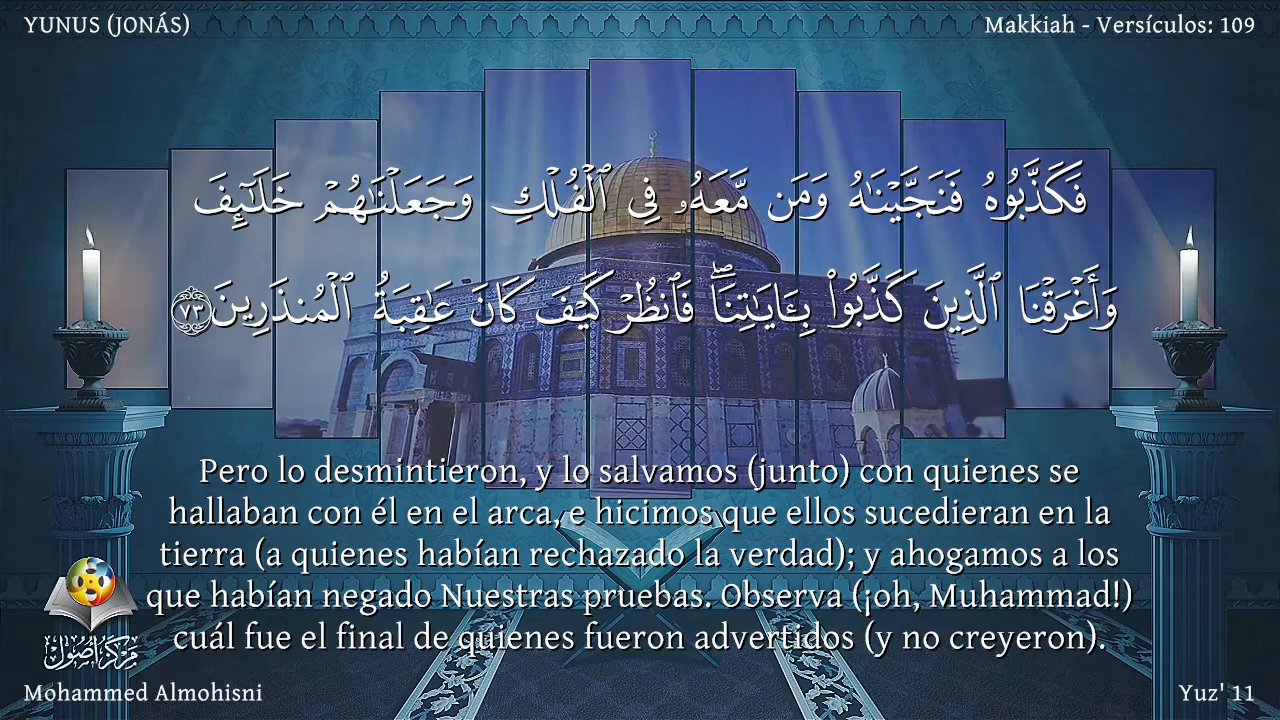 YUNUS (JONÁS)
Makkiah - Versículos: 109
فَكَذَّبُوهُ فَنَجَّيْنَٰهُ وَمَن مَّعَهُۥ فِى ٱلْفُلْكِ وَجَعَلْنَٰهُمْ خَلَٰٓئِفَ
وَأَغْرَقْنَا ٱلَّذِينَ كَذَّبُوا۟ بِـَٔايَٰتِنَا ۖ فَٱنظُرْ كَيْفَ كَانَ عَٰقِبَةُ ٱلْمُنذَرِينَ ٧٣
Pero lo desmintieron, y lo salvamos (junto) con quienes se
hallaban con él en el arca, e hicimos que ellos sucedieran en la
tierra (a quienes habían rechazado la verdad); y ahogamos a los
que habían negado Nuestras pruebas. Observa (¡oh, Muhammad!)
cuál fue el final de quienes fueron advertidos (y no creyeron).
مركز أصول
Mohammed Almohisni
Yuz' 11